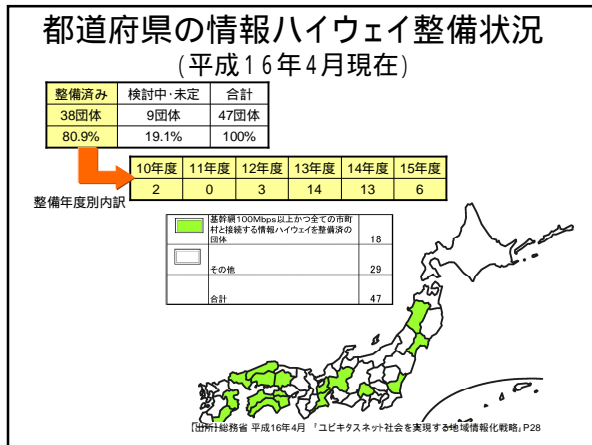 都道府県の情報ハイウェイ整備状況
(平成16年4月現在)
整備済み 検討中・未定 合計
38団体 9団体 47団体
80.9% 19.1% 100%
10年度 11年度 12年度 13年度 14年度 15年度
2 0 3 14 13 6
整備年度別内訳
基幹網100Mbps以上かつ全ての市町
村と接続する情報ハイウェイを整備済の
団体 18
その他 29
合計 47
【出所】総務省 平成16年4月 「ユビキタスネット社会を実現する地域情報化戦略」P28